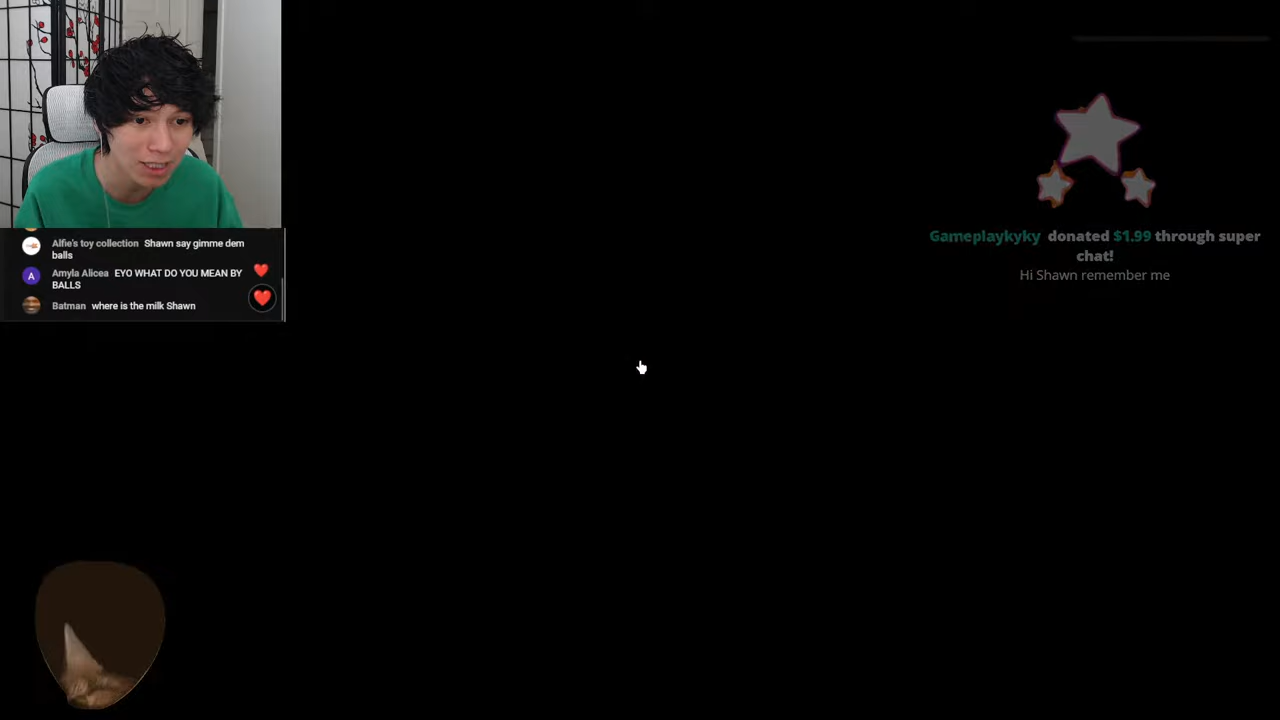 Alfie's toy collection Shawn say gimme dem
balls
Amyla Alicea EYO WHAT DO YOU MEAN BY
BALLS
A
Batman where is the milk Shawn
Gameplaykyky donated $1.99 through super
chat!
Hi Shawn remember me